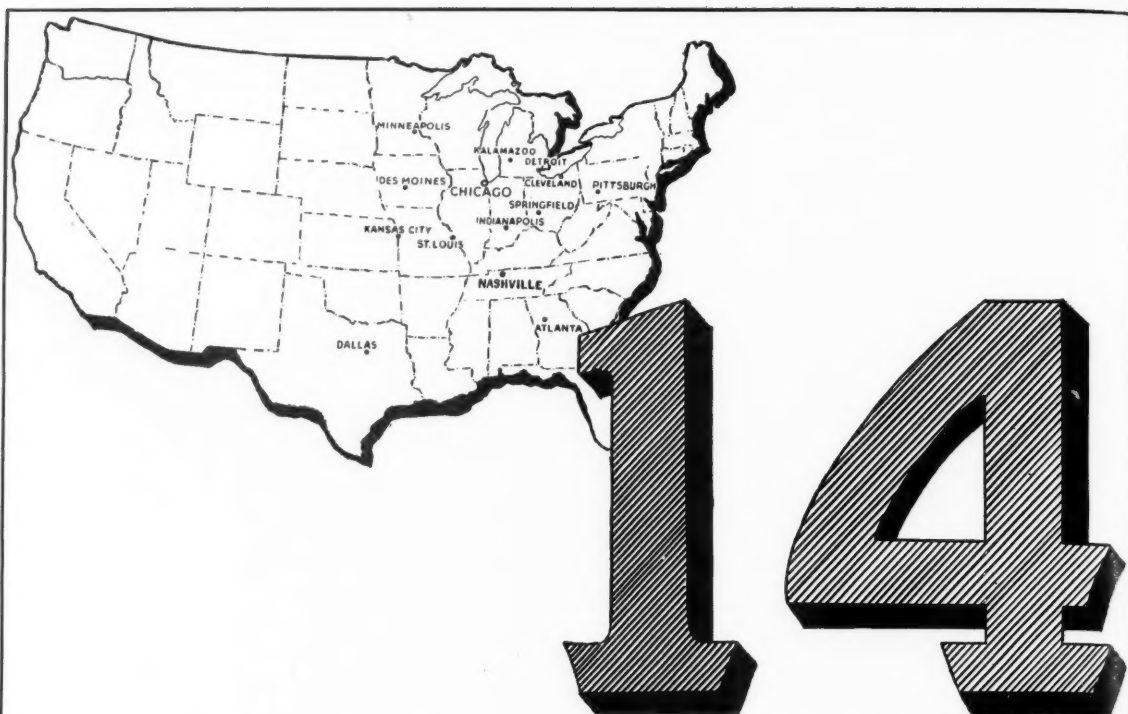 MINNEAPOLIS
KALAMAZOO
DETROIT
DES MOINES
CHICAGO
CLEVELAND
PITTSBURGH
SPRINGFIELD
INDIANAPOLIS
KANSAS CITY
ST. LOUIS
NASHVILLE
ATLANTA
DALLAS
14